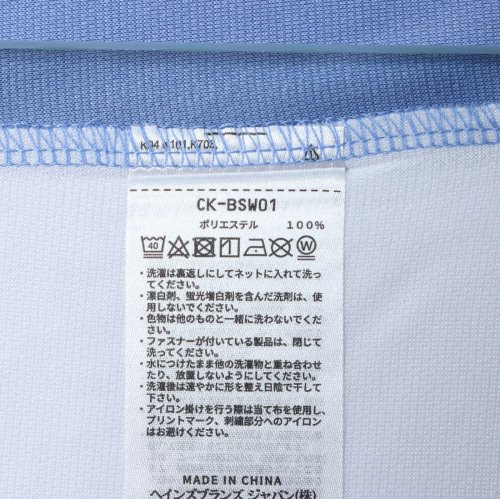 CK-BSW01
ポリエステル 100%
40 W
・洗濯は裏返しにしてネットに入れて洗っ
てください。
・漂白剤、蛍光増白剤を含んだ洗剤は、使
用しないでください。
・色物は他のものと一緒に洗わないでくだ
さい。
・ファスナーが付いている製品は、閉じて
洗ってください。
・水につけたまま他の洗濯物と重ね合わせ
たり、放置しないようにしてください。
・洗濯後は速やかに形を整え日陰で干して
下さい。
・アイロン掛けを行う際は当て布を使用し、
プリントマーク、刺繍部分へのアイロン
はお避けください。
MADE IN CHINA
ヘインズブランズ ジャパン(株)